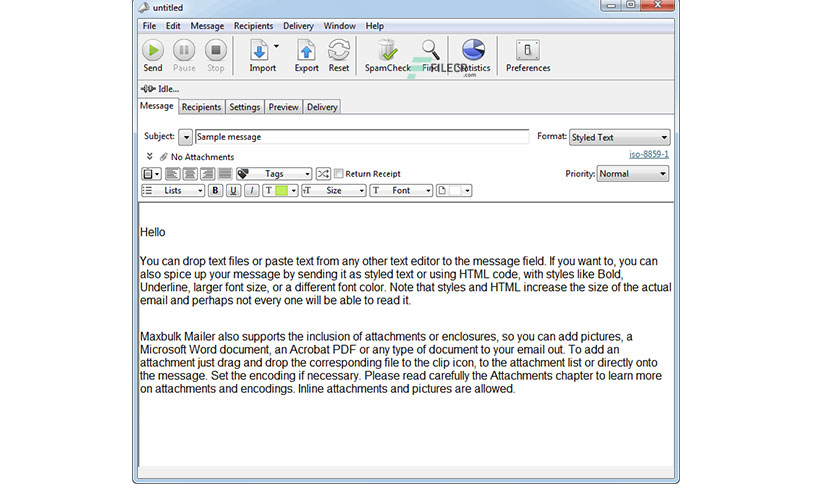 untitled
File Edit Message Recipients Delivery Window Help
Send Pause Stop Import Export Reset SpamCheck Find Statistics Preferences
FILECR
.com
Idle...
Message Recipients Settings Preview Delivery
Subject: Sample message Format: Styled Text
No Attachments iso-8859-1
Tags Return Receipt Priority: Normal
Lists B U I T Size T Font
Hello
You can drop text files or paste text from any other text editor to the message field. If you want to, you can
also spice up your message by sending it as styled text or using HTML code, with styles like Bold,
Underline, larger font size, or a different font color. Note that styles and HTML increase the size of the actual
email and perhaps not every one will be able to read it.
Maxbulk Mailer also supports the inclusion of attachments or enclosures, so you can add pictures, a
Microsoft Word document, an Acrobat PDF or any type of document to your email out. To add an
attachment just drag and drop the corresponding file to the clip icon, to the attachment list or directly onto
the message. Set the encoding if necessary. Please read carefully the Attachments chapter to learn more
on attachments and encodings. Inline attachments and pictures are allowed.